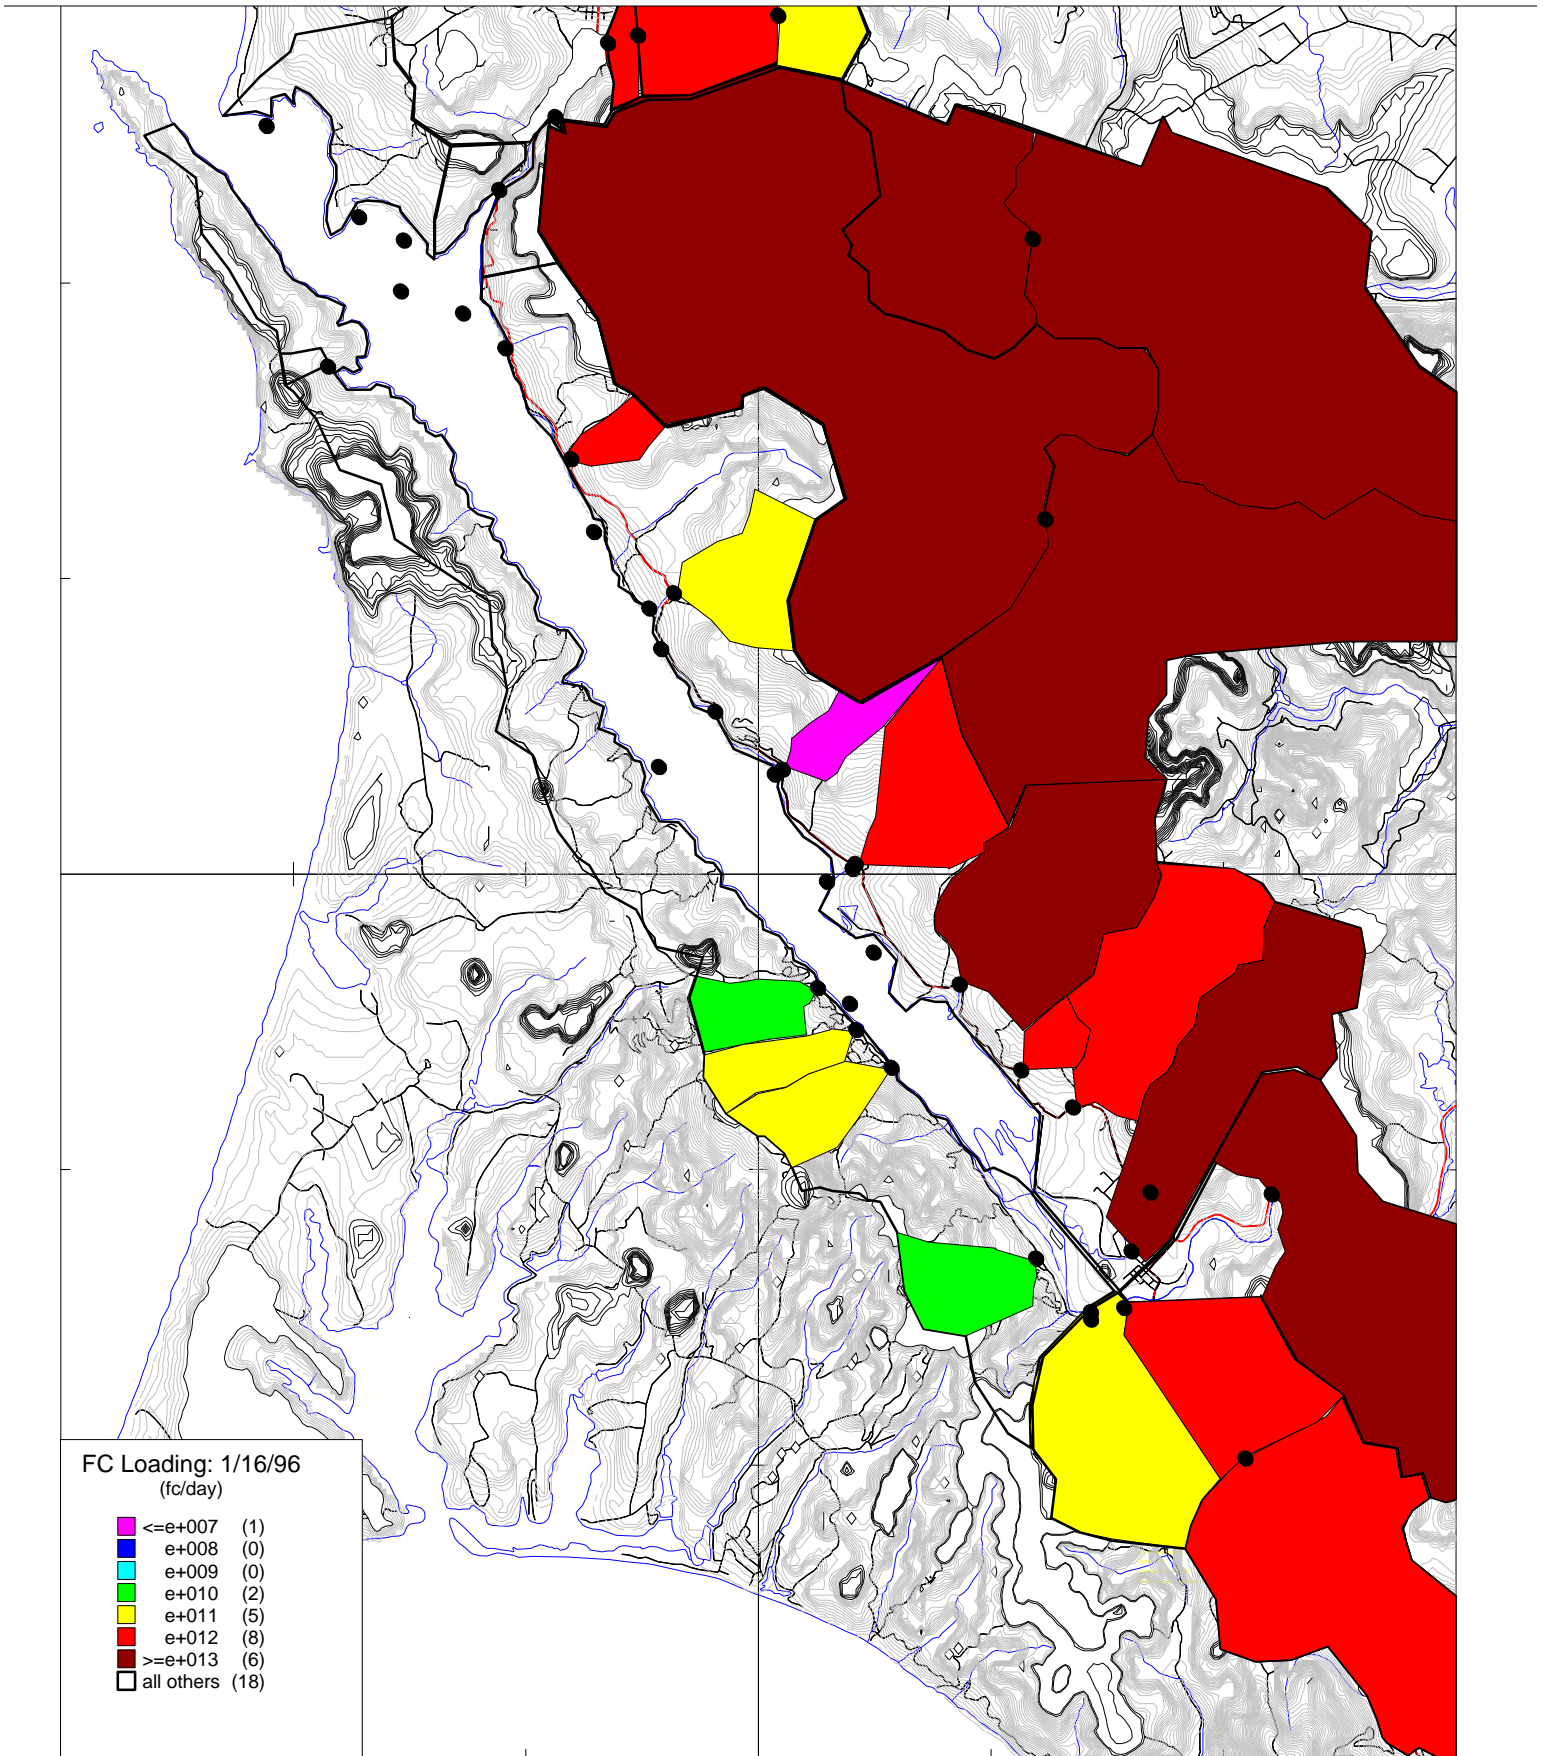 FC Loading: 1/16/96
(fc/day)
<=e+007 (1)
e+008 (0)
e+009 (0)
e+010 (2)
e+011 (5)
e+012 (8)
>=e+013 (6)
all others (18)